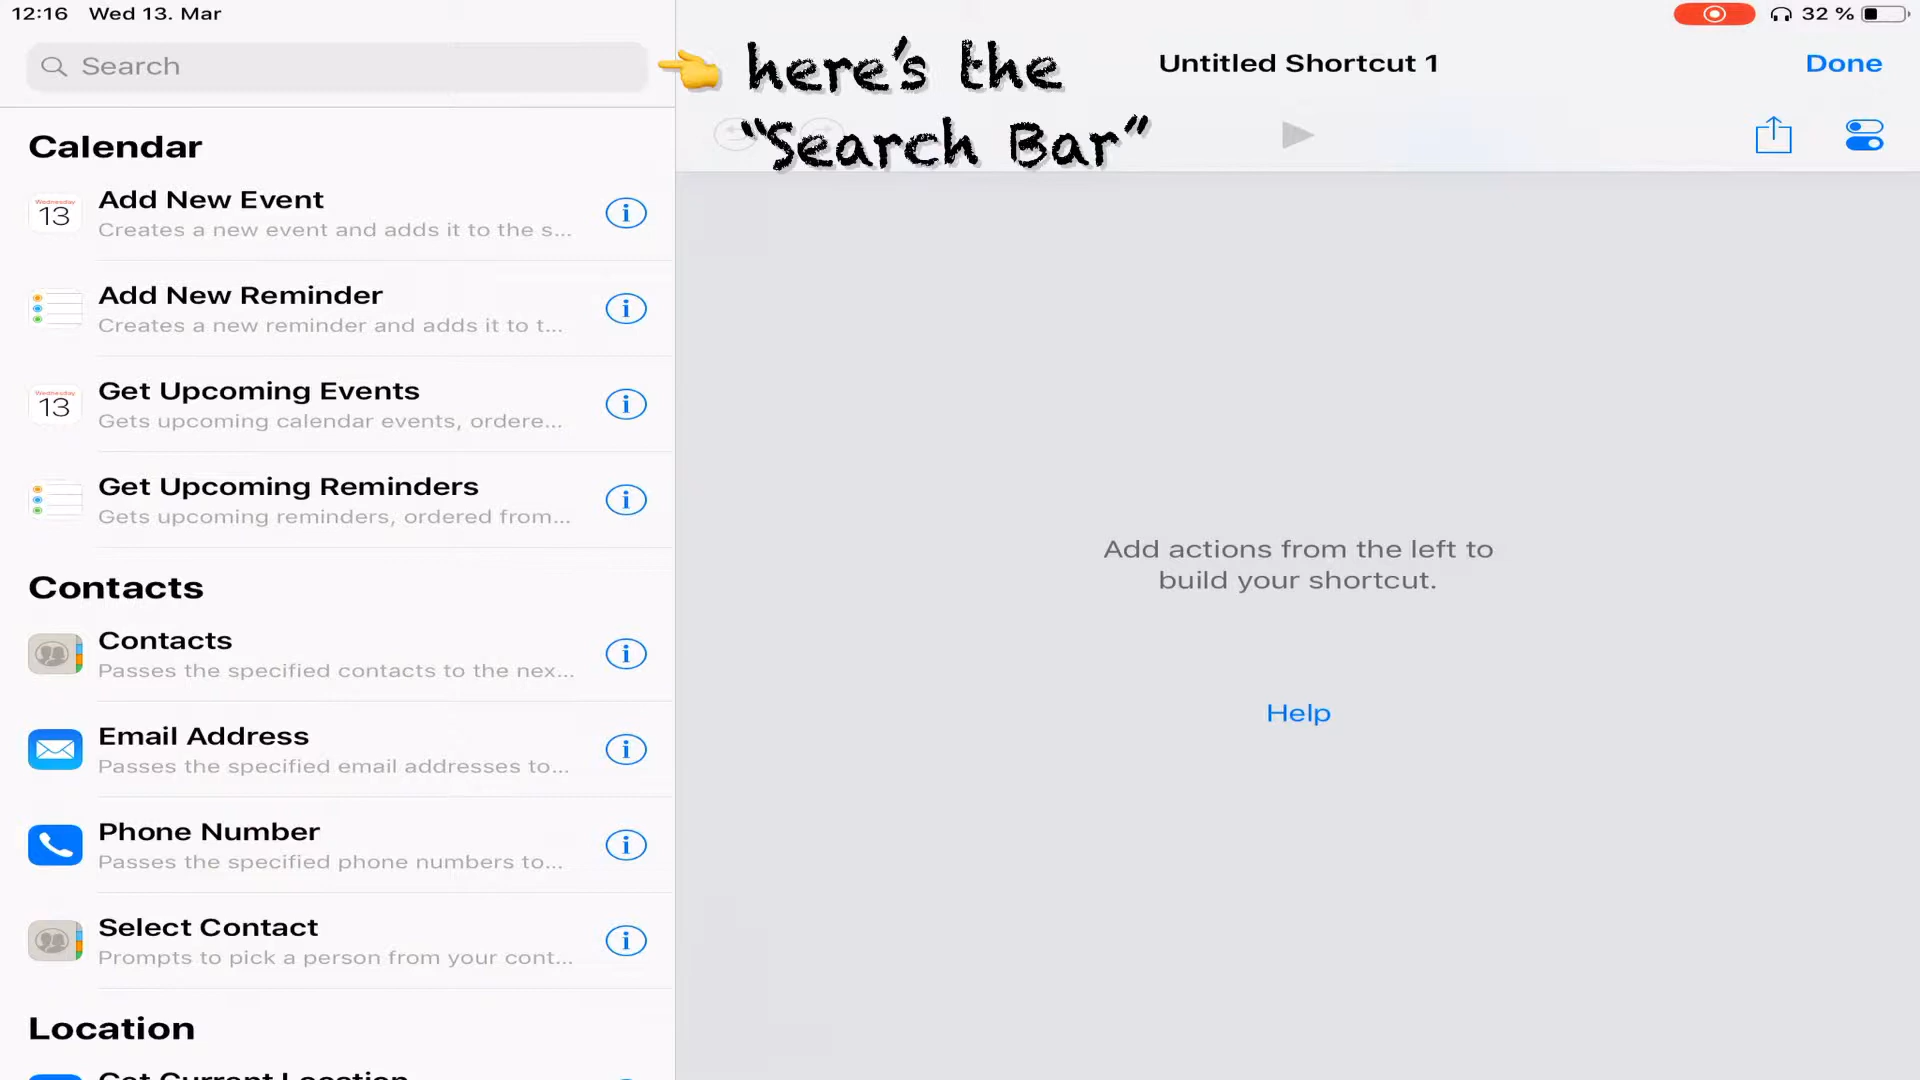 12:16 Wed 13. Mar
32 %
Search
here's the
"Search Bar"
Untitled Shortcut 1
Done
Calendar
Wednesday
13
Add New Event
Creates a new event and adds it to the s...
Add New Reminder
Creates a new reminder and adds it to t...
Wednesday
13
Get Upcoming Events
Gets upcoming calendar events, ordere...
Get Upcoming Reminders
Gets upcoming reminders, ordered from...
Contacts
Contacts
Passes the specified contacts to the nex...
Email Address
Passes the specified email addresses to...
Phone Number
Passes the specified phone numbers to...
Select Contact
Prompts to pick a person from your cont...
Location
Get Current Location
Add actions from the left to
build your shortcut.
Help